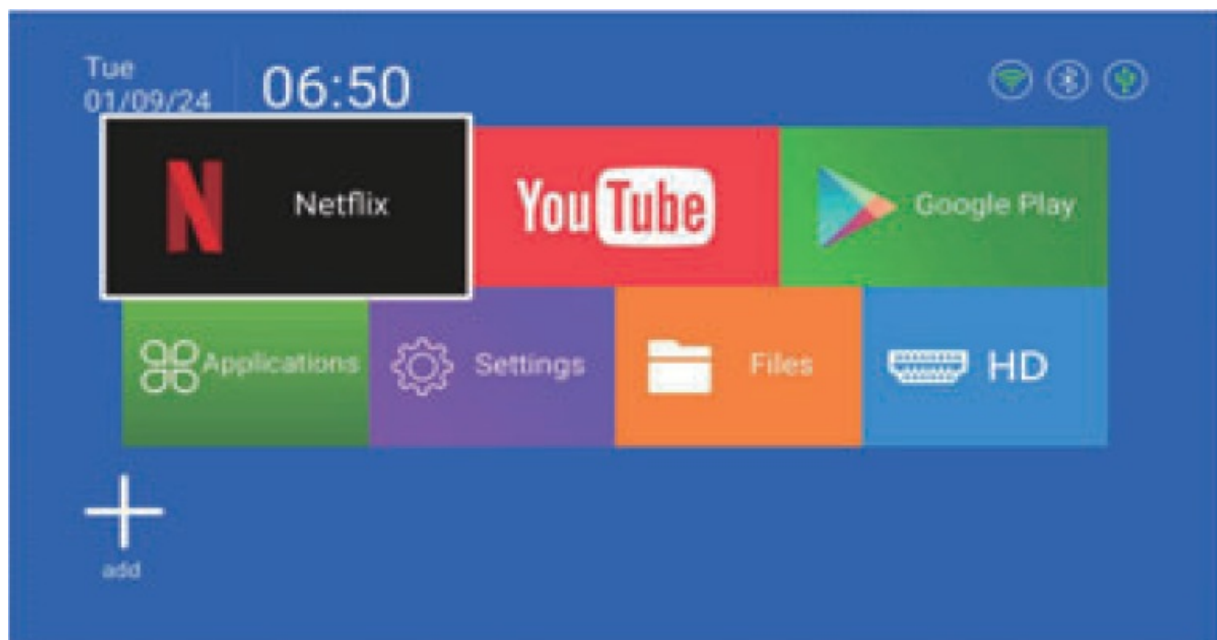 Tue
01/09/24
06:50
Netflix
YouTube
Google Play
Applications
Settings
Files
HD
add